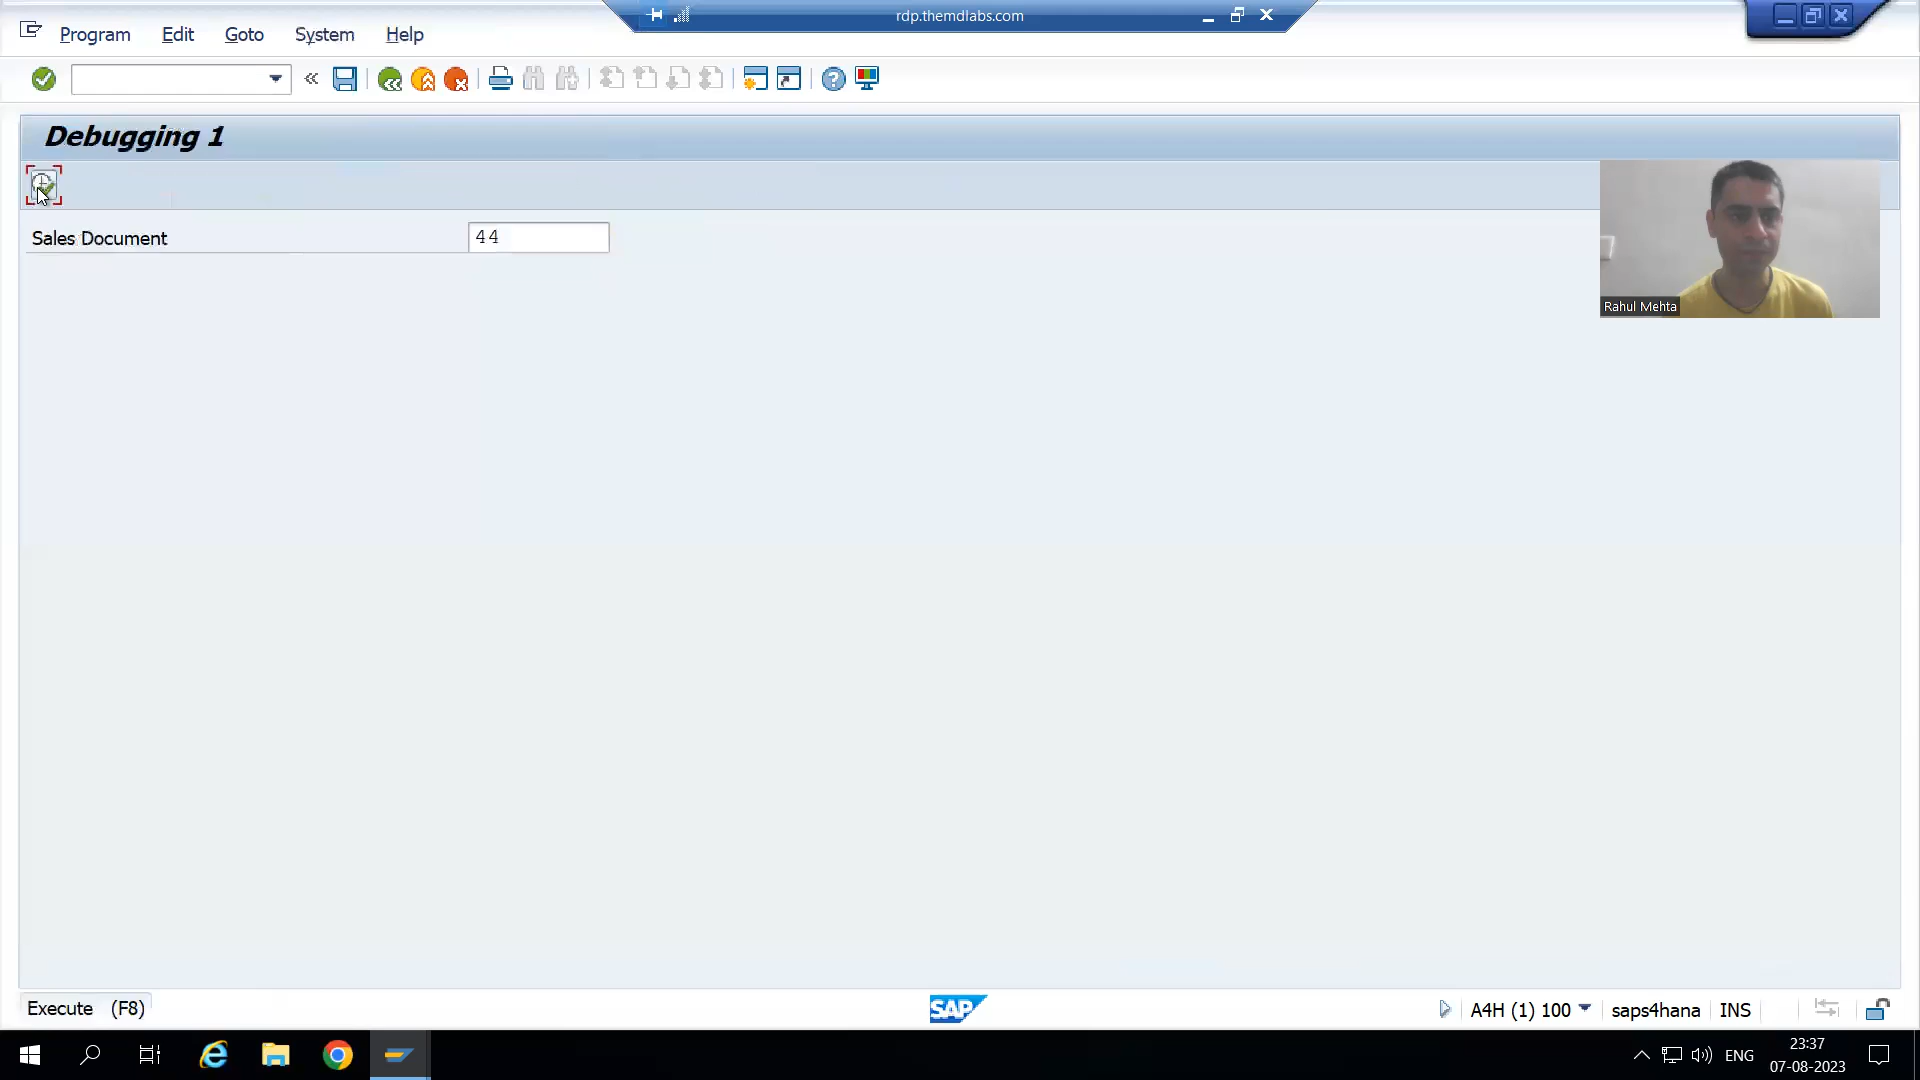 rdp.themdlabs.com
Program Edit Goto System Help
Debugging 1
Sales Document 44
Rahul Mehta
Execute (F8)
SAP
A4H (1) 100 saps4hana INS
ENG
23:37
07-08-2023